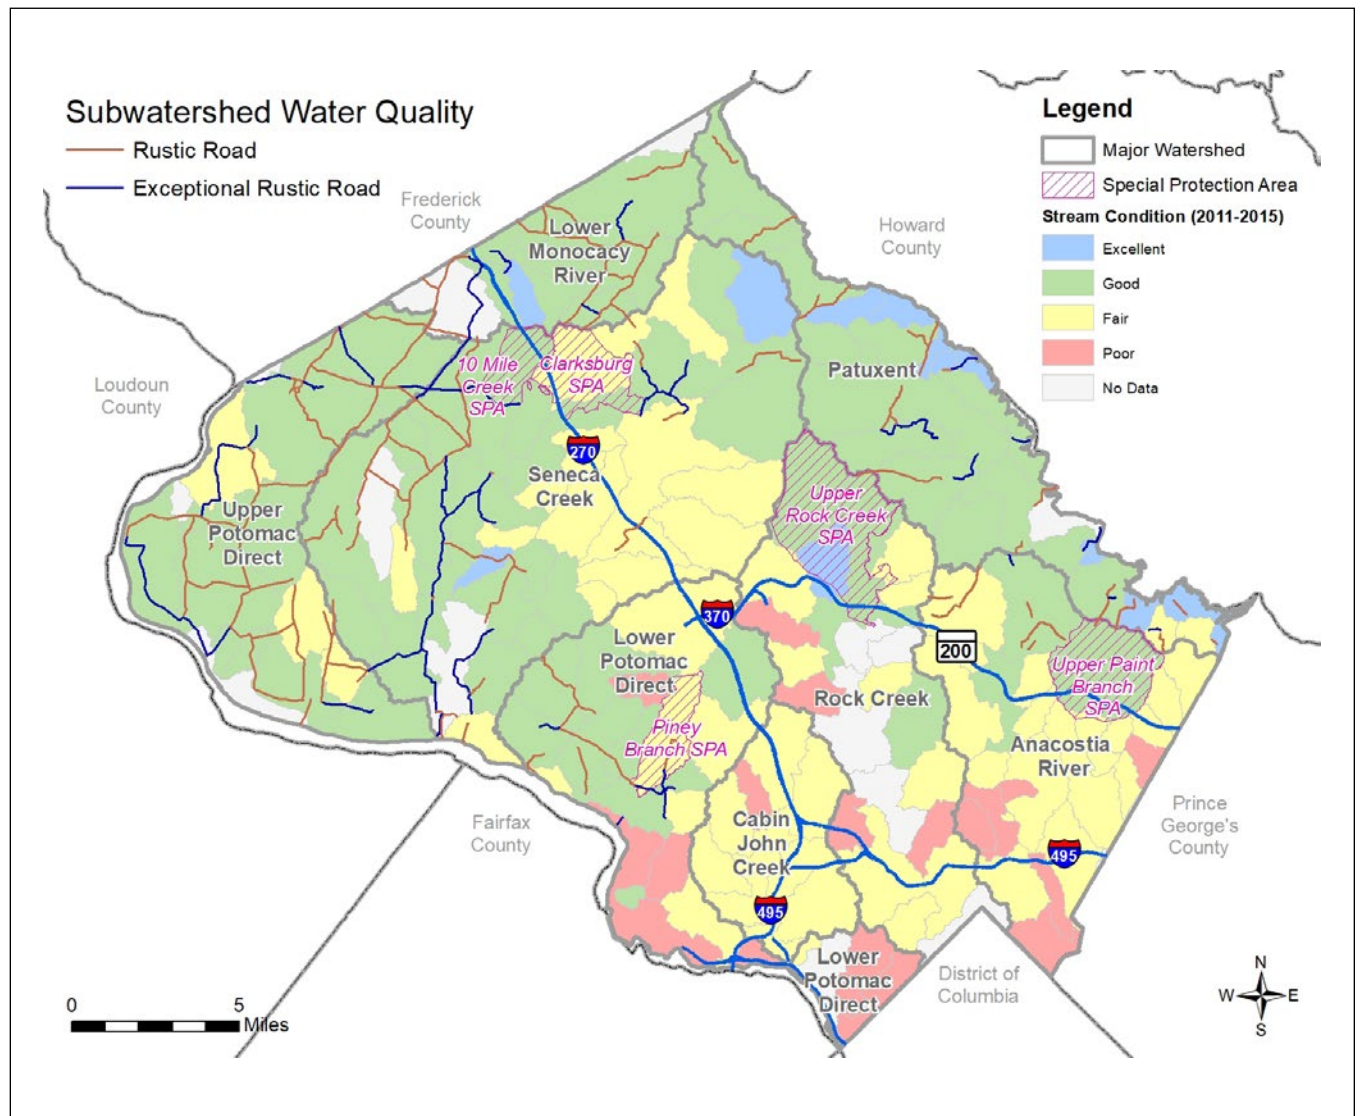 Subwatershed Water Quality
Rustic Road
Exceptional Rustic Road
Legend
Major Watershed
Special Protection Area
Stream Condition (2011-2015)
Excellent
Good
Fair
Poor
No Data
Frederick
County
Howard
County
Loudoun
County
Fairfax
County
Prince
George's
County
District of
Columbia
Lower
Monocacy
River
Patuxent
10 Mile
Creek
SPA
Clarksburg
SPA
270
Seneca
Creek
Upper
Potomac
Direct
Upper
Rock Creek
SPA
370
200
Lower
Potomac
Direct
Rock Creek
Upper Paint
Branch
SPA
Piney
Branch SPA
Anacostia
River
Cabin
John
Creek
495
495
Lower
Potomac
Direct
0 5
Miles
N
W E
S